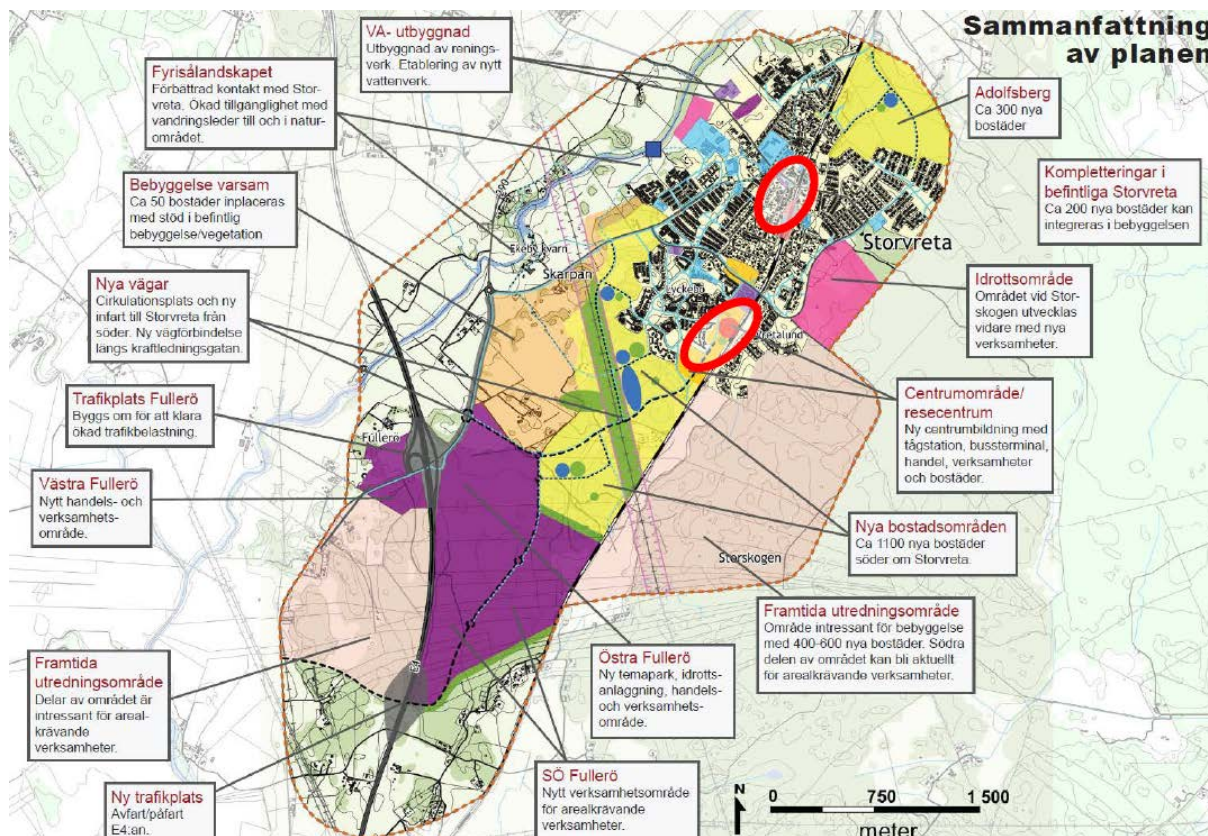 Sammanfattning
av planen
VA- utbyggnad
Utbyggnad av renings-
verk. Etablering av nytt
vattenverk.
Fyrisålandskapet
Förbättrad kontakt med Stor-
vreta. Ökad tillgänglighet med
vandringsleder till och i natur-
området.
Adolfsberg
Ca 300 nya
bostäder
Bebyggelse varsam
Ca 50 bostäder inplaceras
med stöd i befintlig
bebyggelse/vegetation
Kompletteringar i
befintliga Storvreta
Ca 200 nya bostäder kan
integreras i bebyggelsen
Storvreta
Ekeby kvarn
Skärpan
Lyckebo
Vretalund
Nya vägar
Cirkulationsplats och ny
infart till Storvreta från
söder. Ny vägförbindelse
längs kraftledningsgatan.
Idrottsområde
Området vid Stor-
skogen utvecklas
vidare med nya
verksamheter.
Trafikplats Fullerö
Byggs om för att klara
ökad trafikbelastning.
Fullerö
Centrumområde/
resecentrum
Ny centrumbildning med
tågstation, bussterminal,
handel, verksamheter
och bostäder.
Västra Fullerö
Nytt handels- och
verksamhets-
område.
Nya bostadsområden
Ca 1100 nya bostäder
söder om Storvreta.
Storskogen
Framtida utredningsområde
Område intressant för bebyggelse
med 400-600 nya bostäder. Södra
delen av området kan bli aktuellt
för arealkrävande verksamheter.
Framtida
utredningsområde
Delar av området är
intressant för areal-
krävande
verksamheter.
Östra Fullerö
Ny temapark, idrotts-
anläggning, handels-
och verksamhets-
område.
Ny trafikplats
Avfart/påfart
E4:an.
SÖ Fullerö
Nytt verksamhetsområde
för arealkrävande
verksamheter.
N
0 750 1 500
meter